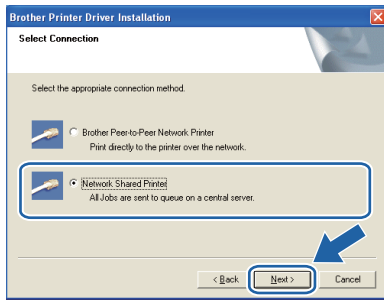 Brother Printer Driver Installation
Select Connection
Select the appropriate connection method.
Brother Peer-to-Peer Network Printer
Print directly to the printer over the network.
Network Shared Printer
All Jobs are sent to queue on a central server.
< Back Next > Cancel